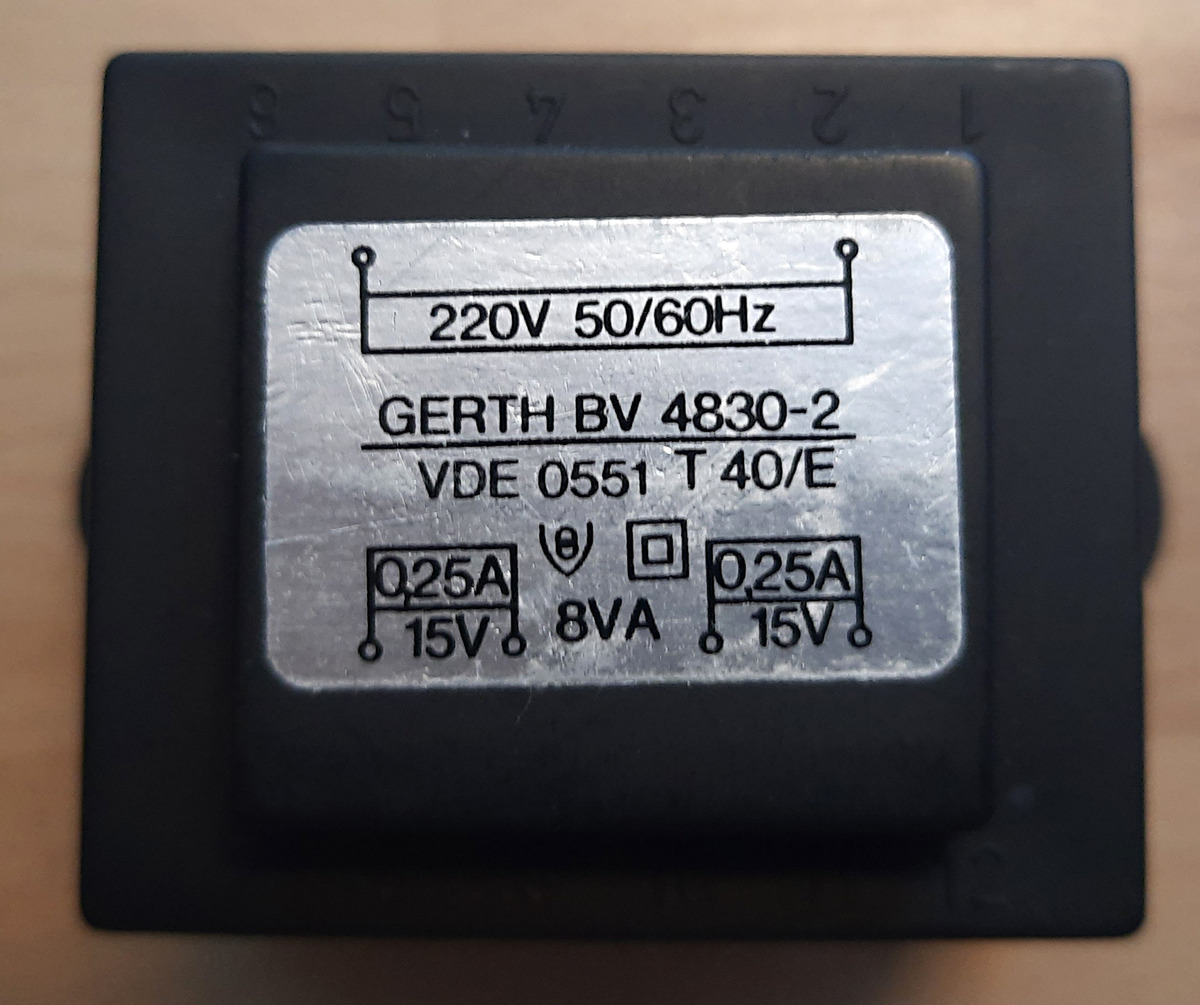 6 5 4 3 2 1
220V 50/60Hz
GERTH BV 4830-2
VDE 0551 T 40/E
0,25A 0,25A
15V 8VA 15V